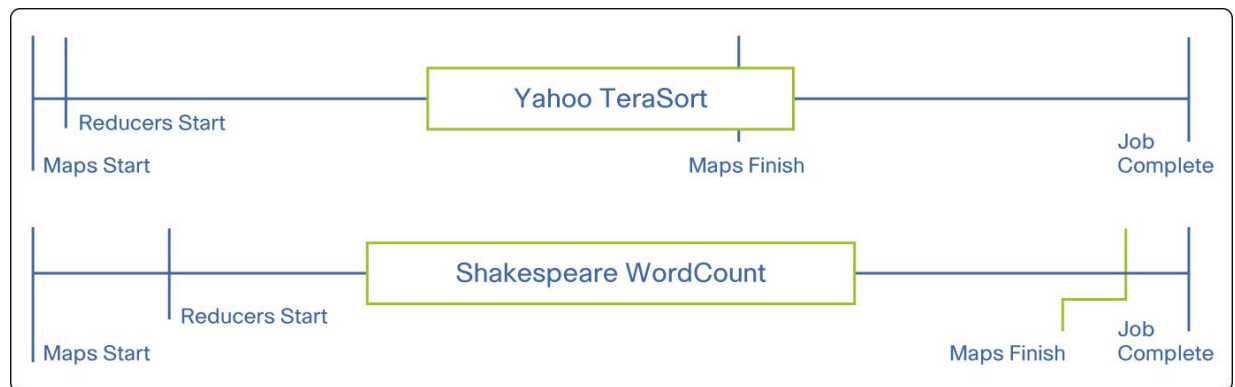 Yahoo TeraSort
Reducers Start
Maps Start
Maps Finish
Job
Complete
Shakespeare WordCount
Reducers Start
Maps Start
Maps Finish
Job
Complete